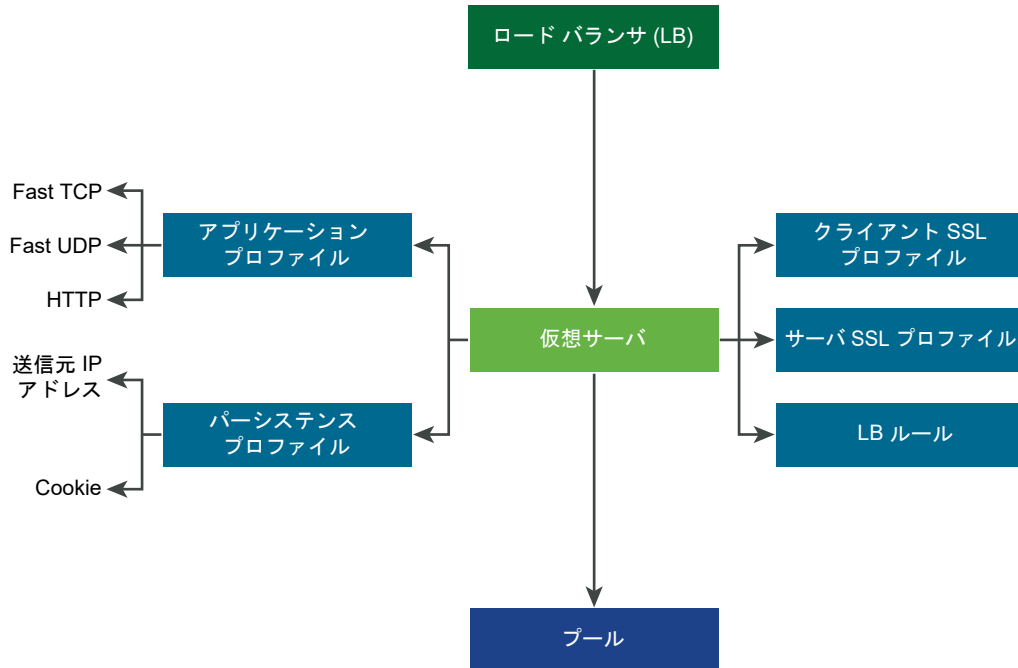 ロード バランサ (LB)
Fast TCP
Fast UDP
HTTP
アプリケーション
プロファイル
送信元 IP
アドレス
Cookie
パーシステンス
プロファイル
仮想サーバ
クライアント SSL
プロファイル
サーバ SSL プロファイル
LB ルール
プール